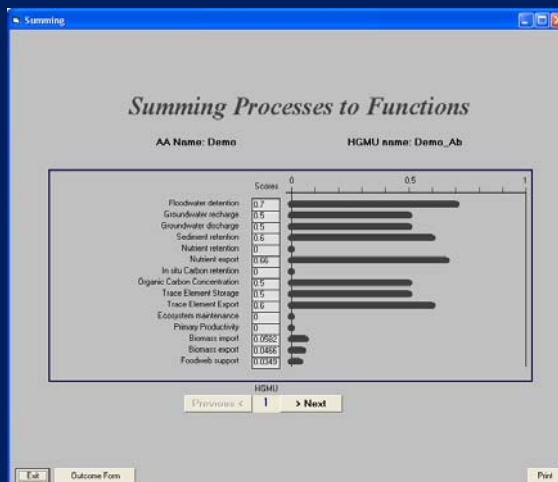 Summing
Summing Processes to Functions
AA Name: Demo HGMU name: Demo_Ab
Scores 0 0.5 1
Floodwater detention 0.7
Groundwater recharge 0.5
Groundwater discharge 0.5
Sediment retention 0.6
Nutrient retention 0
Nutrient export 0.66
In situ Carbon retention 0
Organic Carbon Concentration 0.5
Trace Element Storage 0.5
Trace Element Export 0.6
Ecosystem maintenance 0
Primary Productivity 0
Biomass import 0.0582
Biomass export 0.0466
Foodweb support 0.0349
HGMU
Previous < 1 > Next
Exit Outcome Form Print